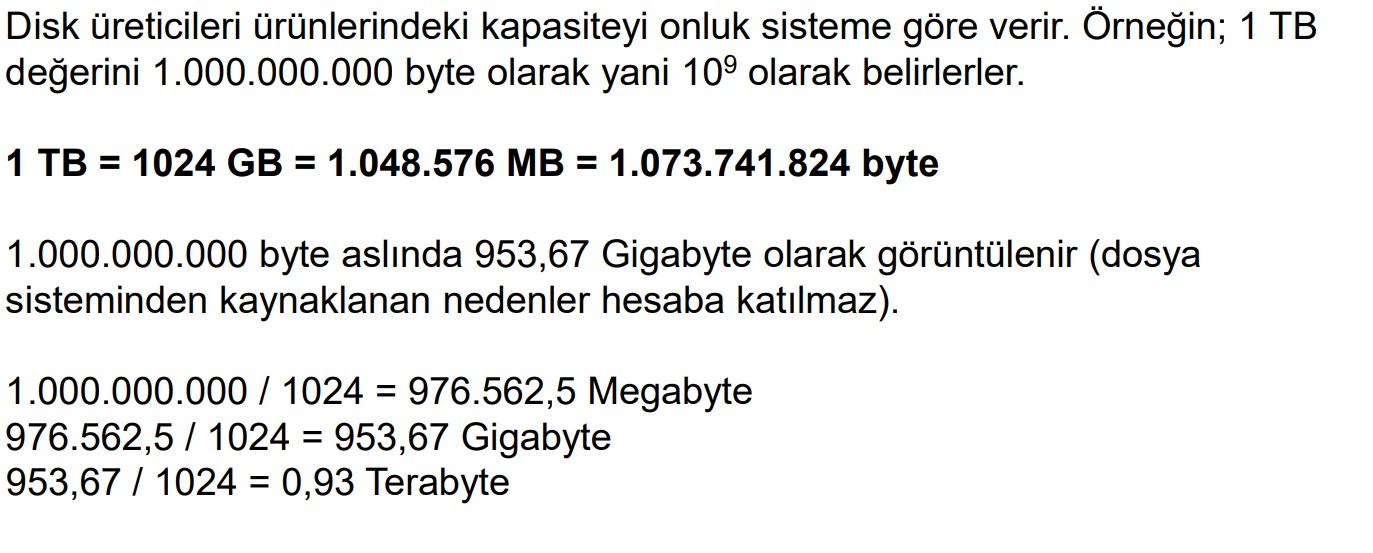 Disk üreticileri ürünlerindeki kapasiteyi onluk sisteme göre verir. Örneğin; 1 TB
değerini 1.000.000.000 byte olarak yani 10⁹ olarak belirlerler.
1 TB = 1024 GB = 1.048.576 MB = 1.073.741.824 byte
1.000.000.000 byte aslında 953,67 Gigabyte olarak görüntülenir (dosya
sisteminden kaynaklanan nedenler hesaba katılmaz).
1.000.000.000 / 1024 = 976.562,5 Megabyte
976.562,5 / 1024 = 953,67 Gigabyte
953,67 / 1024 = 0,93 Terabyte